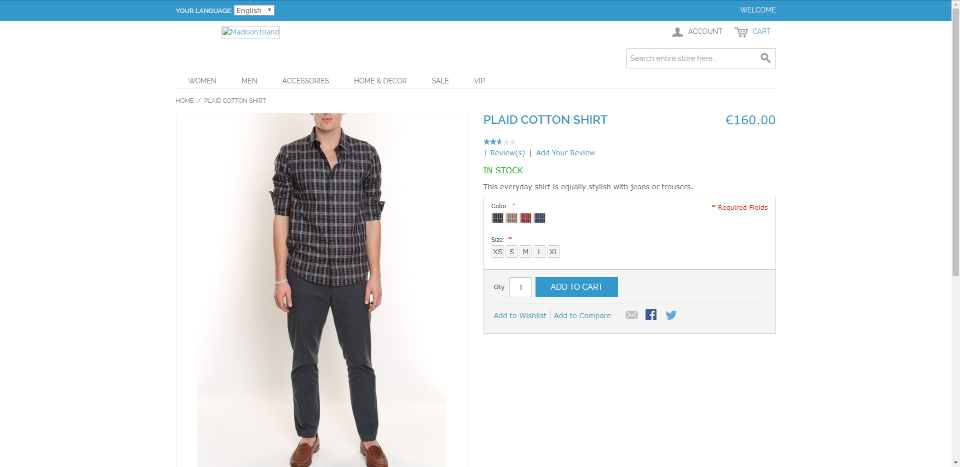 YOUR LANGUAGE: English
WELCOME
Madison Island
ACCOUNT CART
Search entire store here...
WOMEN MEN ACCESSORIES HOME & DECOR SALE VIP
HOME / PLAID COTTON SHIRT
PLAID COTTON SHIRT €160.00
1 Review(s) | Add Your Review
IN STOCK
This everyday shirt is equally stylish with jeans or trousers.
Color: *
* Required Fields
Size: *
XS S M L XL
Qty 1 ADD TO CART
Add to Wishlist Add to Compare